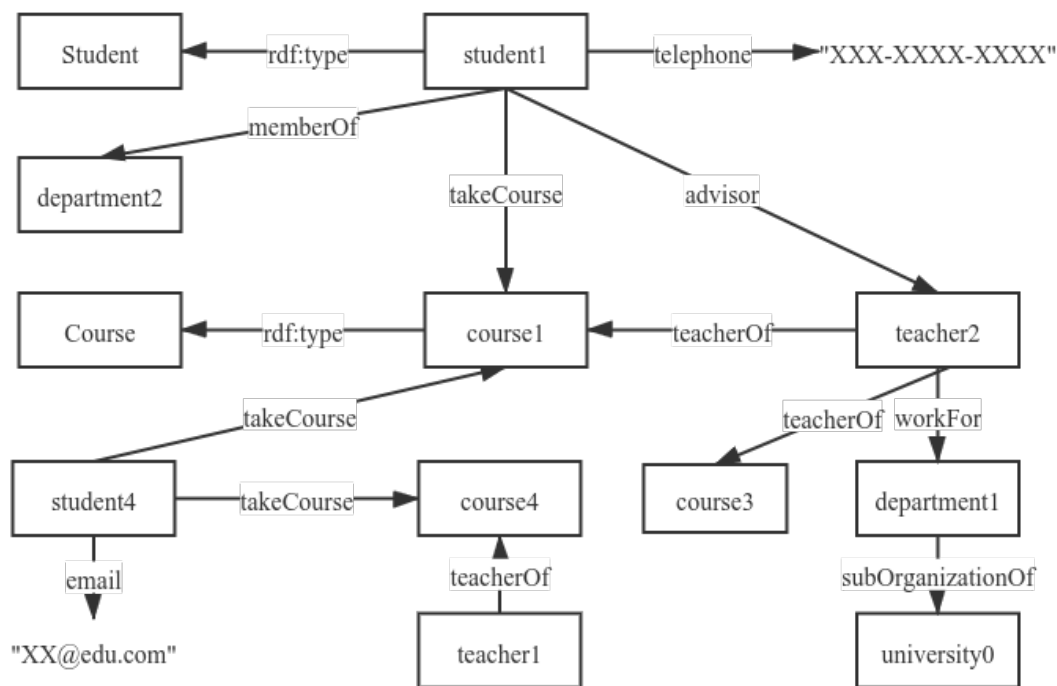 Student
rdf:type
student1
telephone
"XXX-XXXX-XXXX"
memberOf
department2
takeCourse
advisor
Course
rdf:type
course1
teacherOf
teacher2
takeCourse
teacherOf
workFor
student4
takeCourse
course4
course3
department1
email
teacherOf
subOrganizationOf
"XX@edu.com"
teacher1
university0